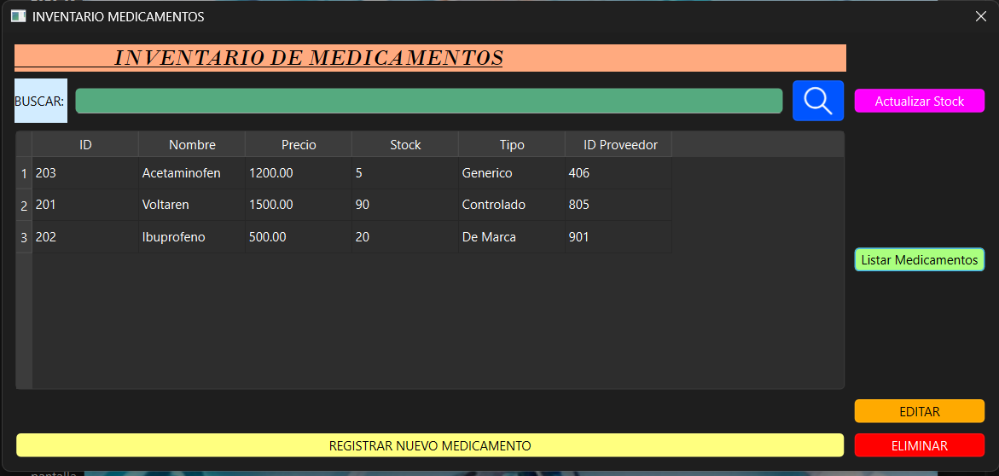 INVENTARIO MEDICAMENTOS
INVENTARIO DE MEDICAMENTOS
BUSCAR:
Actualizar Stock
ID Nombre Precio Stock Tipo ID Proveedor
1 203 Acetaminofen 1200.00 5 Generico 406
2 201 Voltaren 1500.00 90 Controlado 805
3 202 Ibuprofeno 500.00 20 De Marca 901
Listar Medicamentos
EDITAR
REGISTRAR NUEVO MEDICAMENTO
ELIMINAR
pantalla